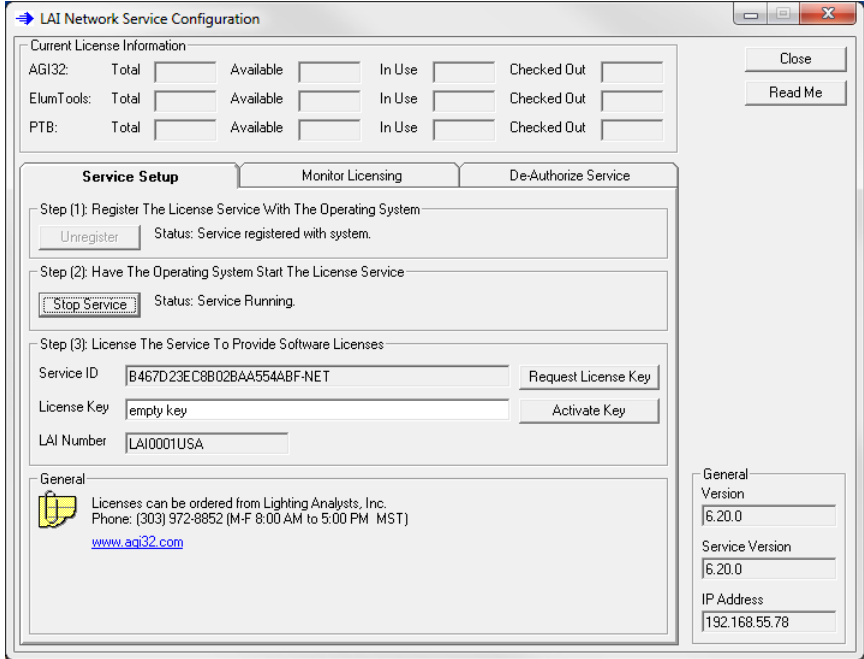 LAI Network Service Configuration
Current License Information
AGI32: Total Available In Use Checked Out
ElumTools: Total Available In Use Checked Out
PTB: Total Available In Use Checked Out
Close
Read Me
Service Setup Monitor Licensing De-Authorize Service
Step (1): Register The License Service With The Operating System
Unregister Status: Service registered with system.
Step (2): Have The Operating System Start The License Service
Stop Service Status: Service Running.
Step (3): License The Service To Provide Software Licenses
Service ID B467D23EC8B02BAA554ABF-NET Request License Key
License Key empty key Activate Key
LAI Number LAI0001USA
General
Licenses can be ordered from Lighting Analysts, Inc.
Phone: (303) 972-8852 (M-F 8:00 AM to 5:00 PM MST)
www.agi32.com
General
Version
6.20.0
Service Version
6.20.0
IP Address
192.168.55.78